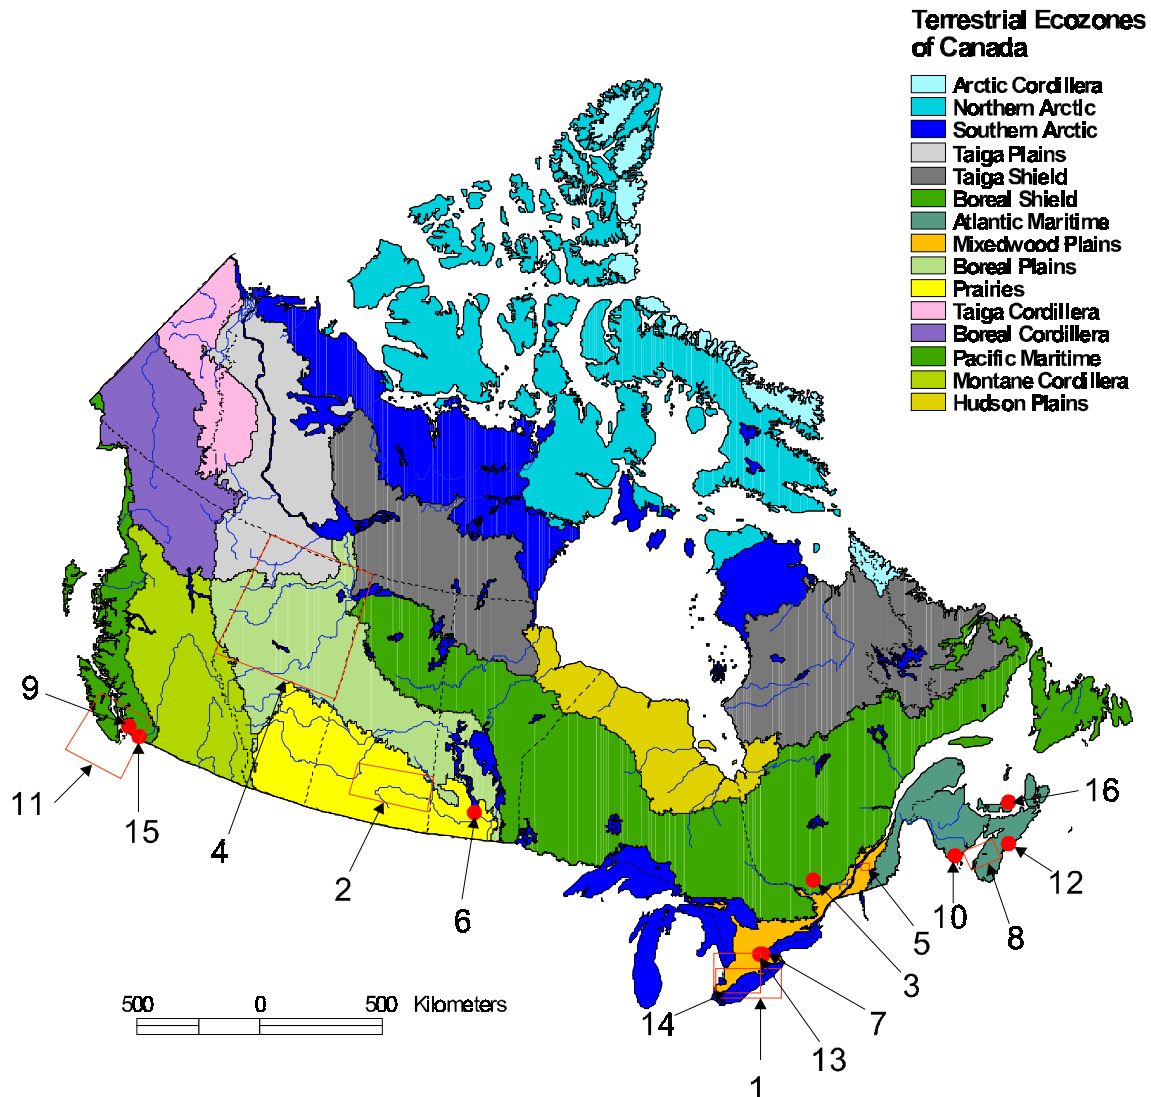 Terrestrial Ecozones
of Canada
Arctic Cordillera
Northern Arctic
Southern Arctic
Taiga Plains
Taiga Shield
Boreal Shield
Atlantic Maritime
Mixedwood Plains
Boreal Plains
Prairies
Taiga Cordillera
Boreal Cordillera
Pacific Maritime
Montane Cordillera
Hudson Plains
9
11
15
4
2
6
16
12
10
8
5
3
14
7
13
1
500 0 500 Kilometers